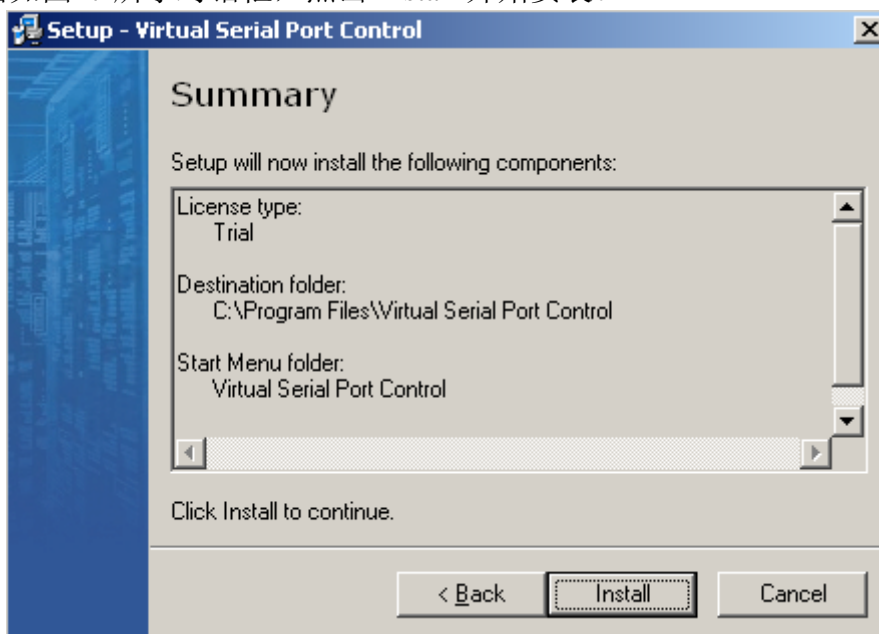 Setup - Virtual Serial Port Control
Summary
Setup will now install the following components:
License type:
Trial
Destination folder:
C:\Program Files\Virtual Serial Port Control
Start Menu folder:
Virtual Serial Port Control
Click Install to continue.
< Back
Install
Cancel